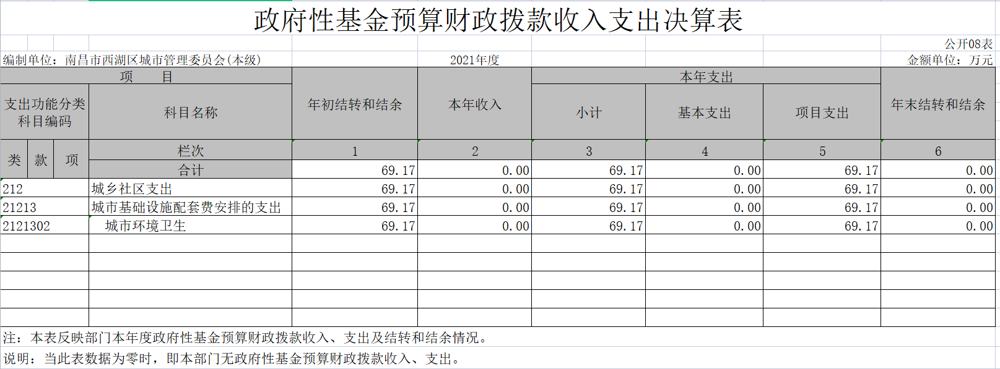 政府性基金预算财政拨款收入支出决算表
公开08表
编制单位：南昌市西湖区城市管理委员会(本级) 2021年度 金额单位：万元
项 目 年初结转和结余 本年收入 本年支出 年末结转和结余
支出功能分类科目编码 科目名称 小计 基本支出 项目支出
类 款 项 栏次 1 2 3 4 5 6
合计 69.17 0.00 69.17 0.00 69.17 0.00
212 城乡社区支出 69.17 0.00 69.17 0.00 69.17 0.00
21213 城市基础设施配套费安排的支出 69.17 0.00 69.17 0.00 69.17 0.00
2121302 城市环境卫生 69.17 0.00 69.17 0.00 69.17 0.00
注：本表反映部门本年度政府性基金预算财政拨款收入、支出及结转和结余情况。
说明：当此表数据为零时，即本部门无政府性基金预算财政拨款收入、支出。